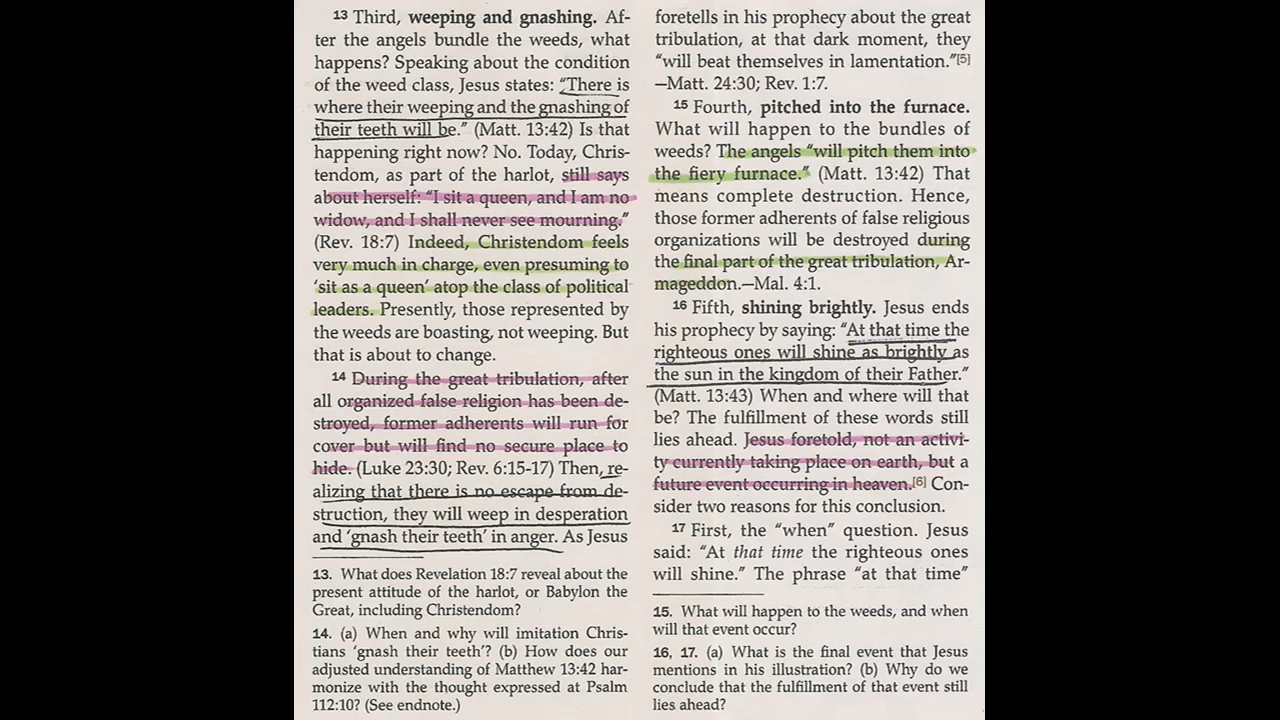 13 Third, weeping and gnashing. Af-
ter the angels bundle the weeds, what
happens? Speaking about the condition
of the weed class, Jesus states: “There is
where their weeping and the gnashing of
their teeth will be.” (Matt. 13:42) Is that
happening right now? No. Today, Chris-
tendom, as part of the harlot, still says
about herself: “I sit a queen, and I am no
widow, and I shall never see mourning.”
(Rev. 18:7) Indeed, Christendom feels
very much in charge, even presuming to
‘sit as a queen’ atop the class of political
leaders. Presently, those represented by
the weeds are boasting, not weeping. But
that is about to change.
14 During the great tribulation, after
all organized false religion has been de-
stroyed, former adherents will run for
cover but will find no secure place to
hide. (Luke 23:30; Rev. 6:15-17) Then, re-
alizing that there is no escape from de-
struction, they will weep in desperation
and ‘gnash their teeth’ in anger. As Jesus
13. What does Revelation 18:7 reveal about the
present attitude of the harlot, or Babylon the
Great, including Christendom?
14. (a) When and why will imitation Chris-
tians ‘gnash their teeth’? (b) How does our
adjusted understanding of Matthew 13:42 har-
monize with the thought expressed at Psalm
112:10? (See endnote.)
foretells in his prophecy about the great
tribulation, at that dark moment, they
“will beat themselves in lamentation.”[5]
—Matt. 24:30; Rev. 1:7.
15 Fourth, pitched into the furnace.
What will happen to the bundles of
weeds? The angels “will pitch them into
the fiery furnace.” (Matt. 13:42) That
means complete destruction. Hence,
those former adherents of false religious
organizations will be destroyed during
the final part of the great tribulation, Ar-
mageddon.—Mal. 4:1.
16 Fifth, shining brightly. Jesus ends
his prophecy by saying: “At that time the
righteous ones will shine as brightly as
the sun in the kingdom of their Father.”
(Matt. 13:43) When and where will that
be? The fulfillment of these words still
lies ahead. Jesus foretold, not an activi-
ty currently taking place on earth, but a
future event occurring in heaven.[6] Con-
sider two reasons for this conclusion.
17 First, the “when” question. Jesus
said: “At that time the righteous ones
will shine.” The phrase “at that time”
15. What will happen to the weeds, and when
will that event occur?
16, 17. (a) What is the final event that Jesus
mentions in his illustration? (b) Why do we
conclude that the fulfillment of that event still
lies ahead?